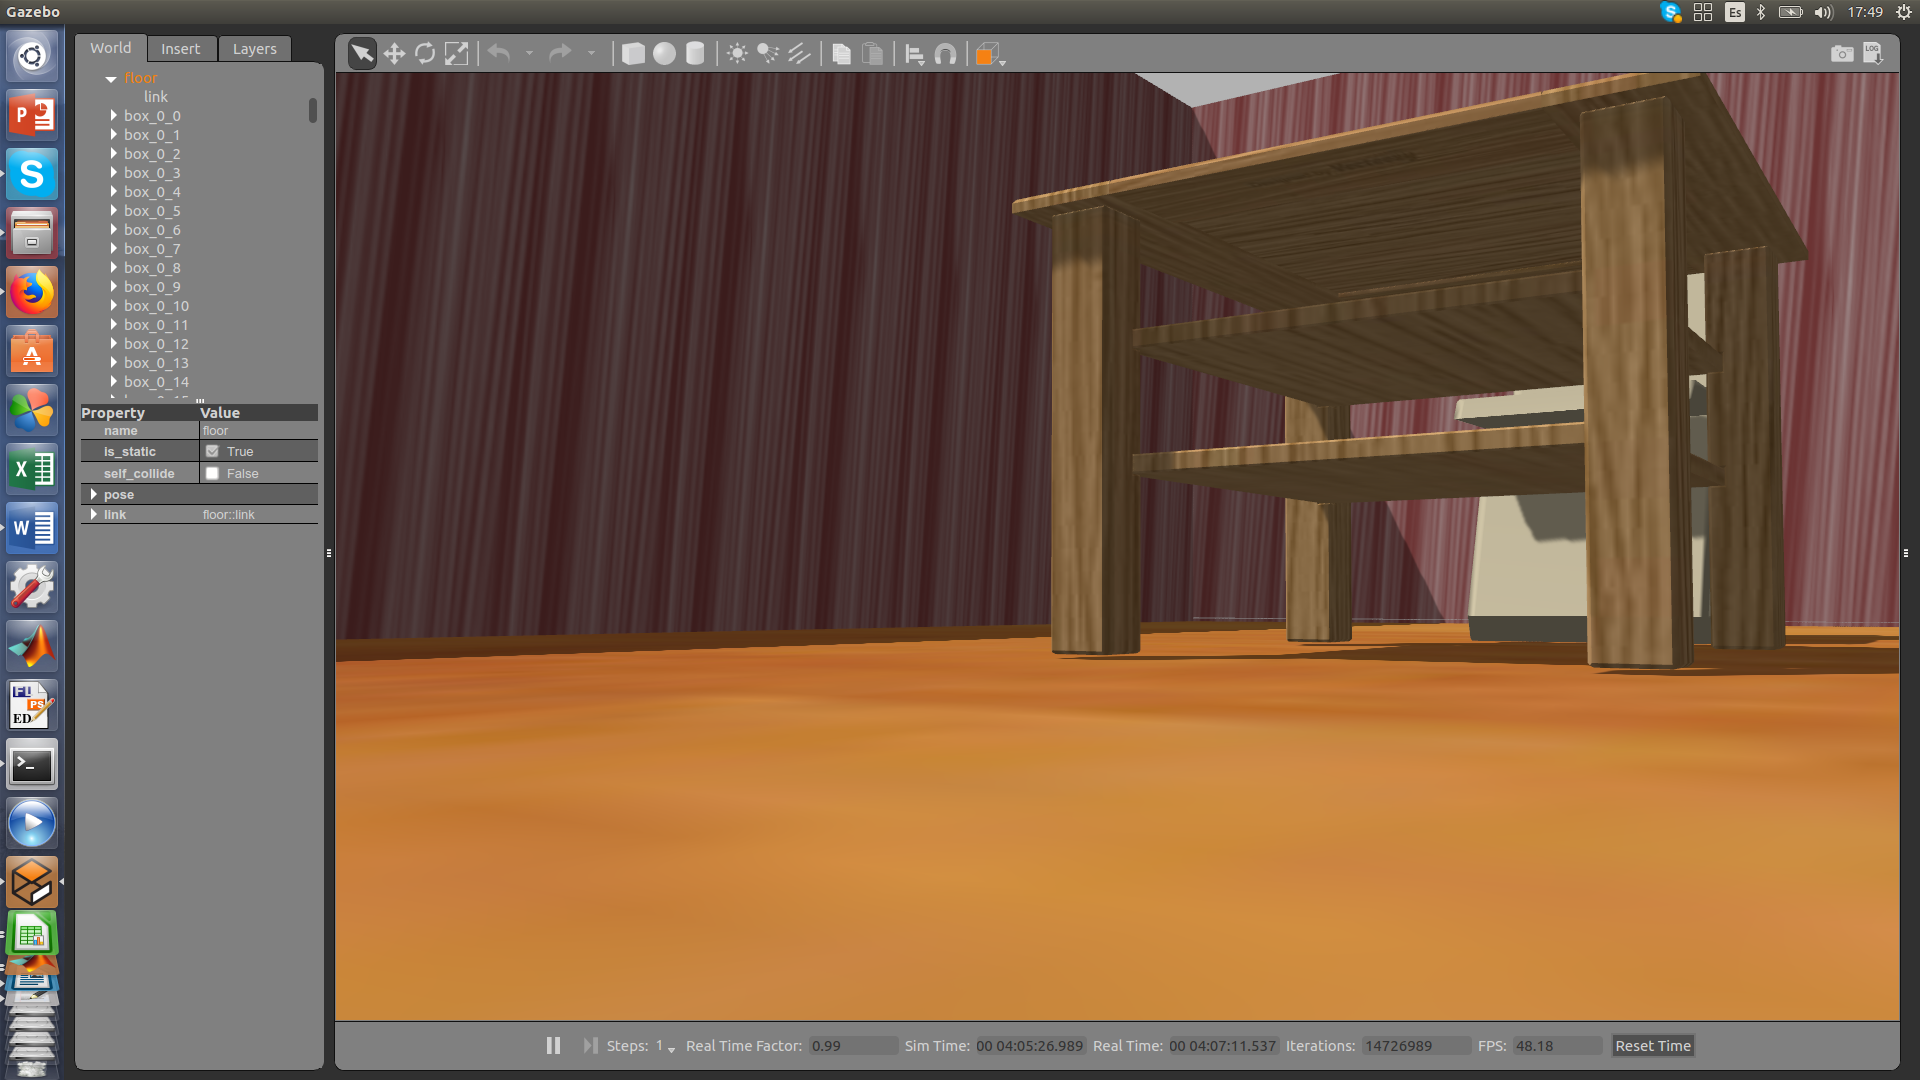 Gazebo
Es
17:49
World
Insert
Layers
LOG
floor
link
box_0_0
box_0_1
box_0_2
box_0_3
box_0_4
box_0_5
box_0_6
box_0_7
box_0_8
box_0_9
box_0_10
box_0_11
box_0_12
box_0_13
box_0_14
Property Value
name floor
is_static True
self_collide False
pose
link floor::link
Steps: 1 Real Time Factor: 0.99 Sim Time: 00 04:05:26.989 Real Time: 00 04:07:11.537 Iterations: 14726989 FPS: 48.18 Reset Time